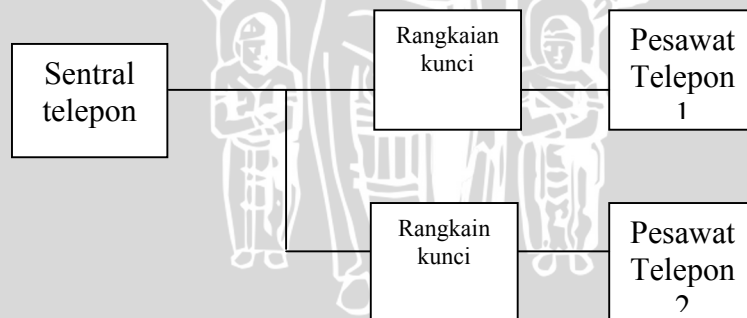 Sentral
telepon
Rangkaian
kunci
Pesawat
Telepon
1
Rangkain
kunci
Pesawat
Telepon
2